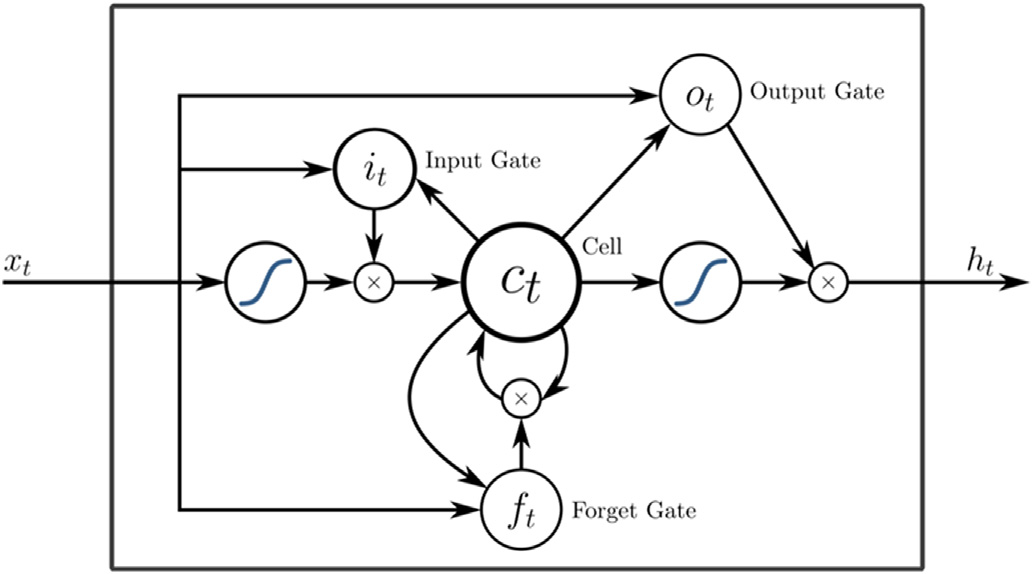 o_t Output Gate
i_t Input Gate
x_t
×
c_t
Cell
×
h_t
×
f_t Forget Gate